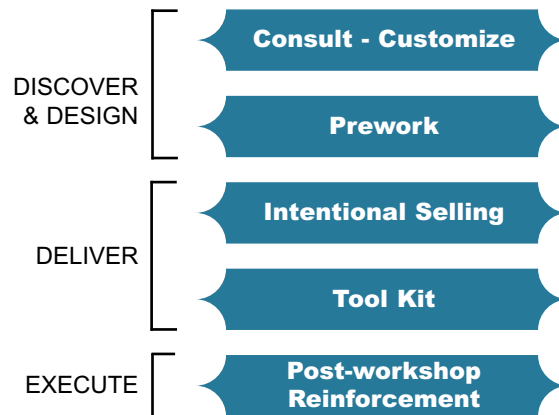 Consult - Customize
DISCOVER
& DESIGN
Prework
Intentional Selling
DELIVER
Tool Kit
EXECUTE
Post-workshop
Reinforcement